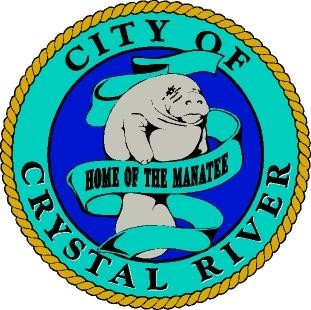 CITY OF
HOME OF THE MANATEE
CRYSTAL RIVER